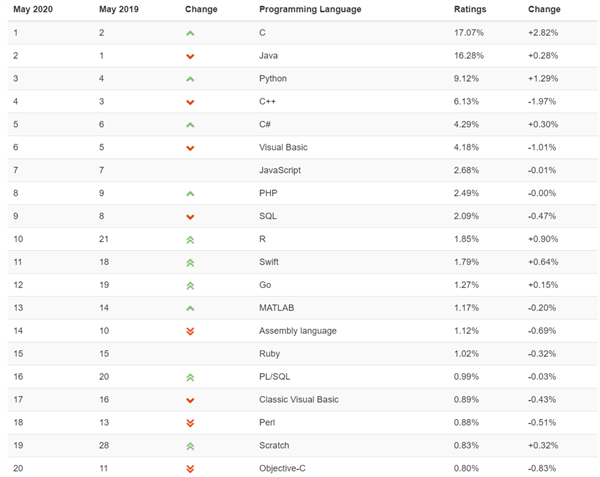 May 2020 May 2019 Change Programming Language Ratings Change
1 2 C 17.07% +2.82%
2 1 Java 16.28% +0.28%
3 4 Python 9.12% +1.29%
4 3 C++ 6.13% -1.97%
5 6 C# 4.29% +0.30%
6 5 Visual Basic 4.18% -1.01%
7 7 JavaScript 2.68% -0.01%
8 9 PHP 2.49% -0.00%
9 8 SQL 2.09% -0.47%
10 21 R 1.85% +0.90%
11 18 Swift 1.79% +0.64%
12 19 Go 1.27% +0.15%
13 14 MATLAB 1.17% -0.20%
14 10 Assembly language 1.12% -0.69%
15 15 Ruby 1.02% -0.32%
16 20 PL/SQL 0.99% -0.03%
17 16 Classic Visual Basic 0.89% -0.43%
18 13 Perl 0.88% -0.51%
19 28 Scratch 0.83% +0.32%
20 11 Objective-C 0.80% -0.83%